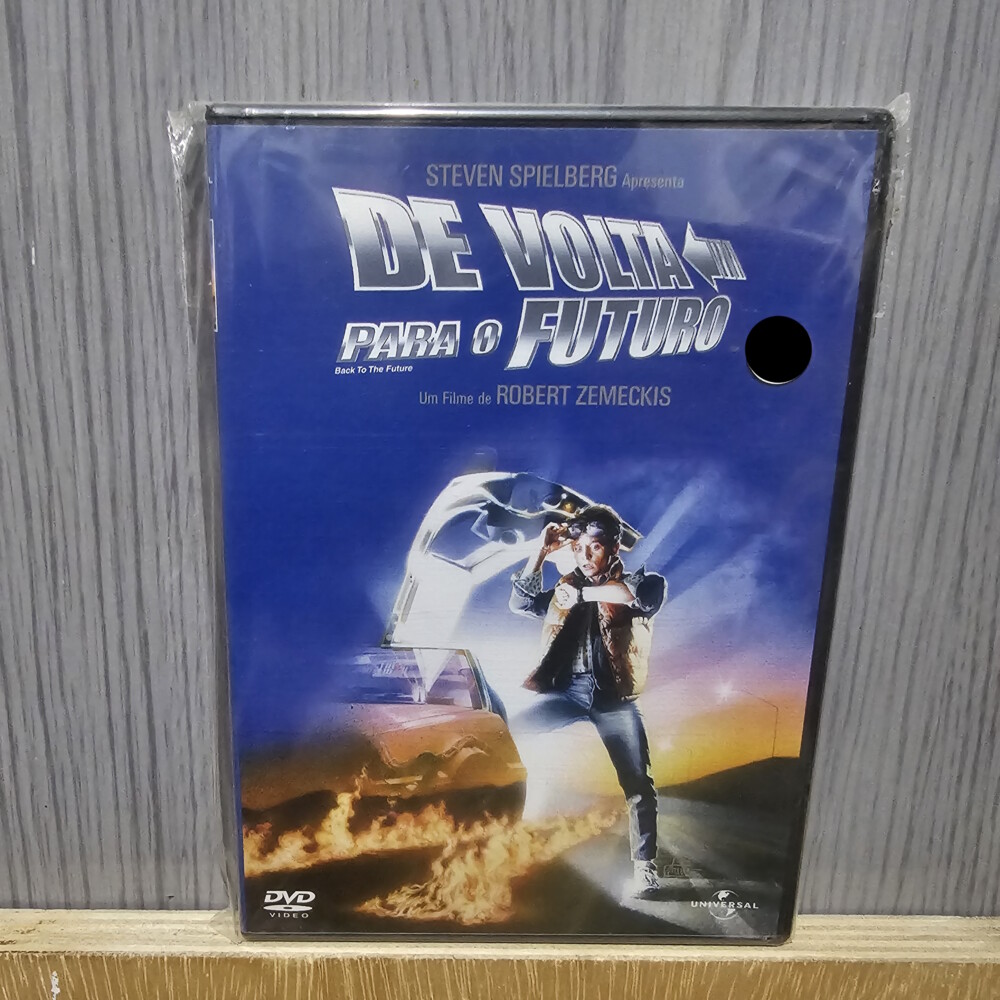 STEVEN SPIELBERG Apresenta
DE VOLTA
PARA O FUTURO
Back To The Future
Um Filme de ROBERT ZEMECKIS
DVD
VIDEO
UNIVERSAL